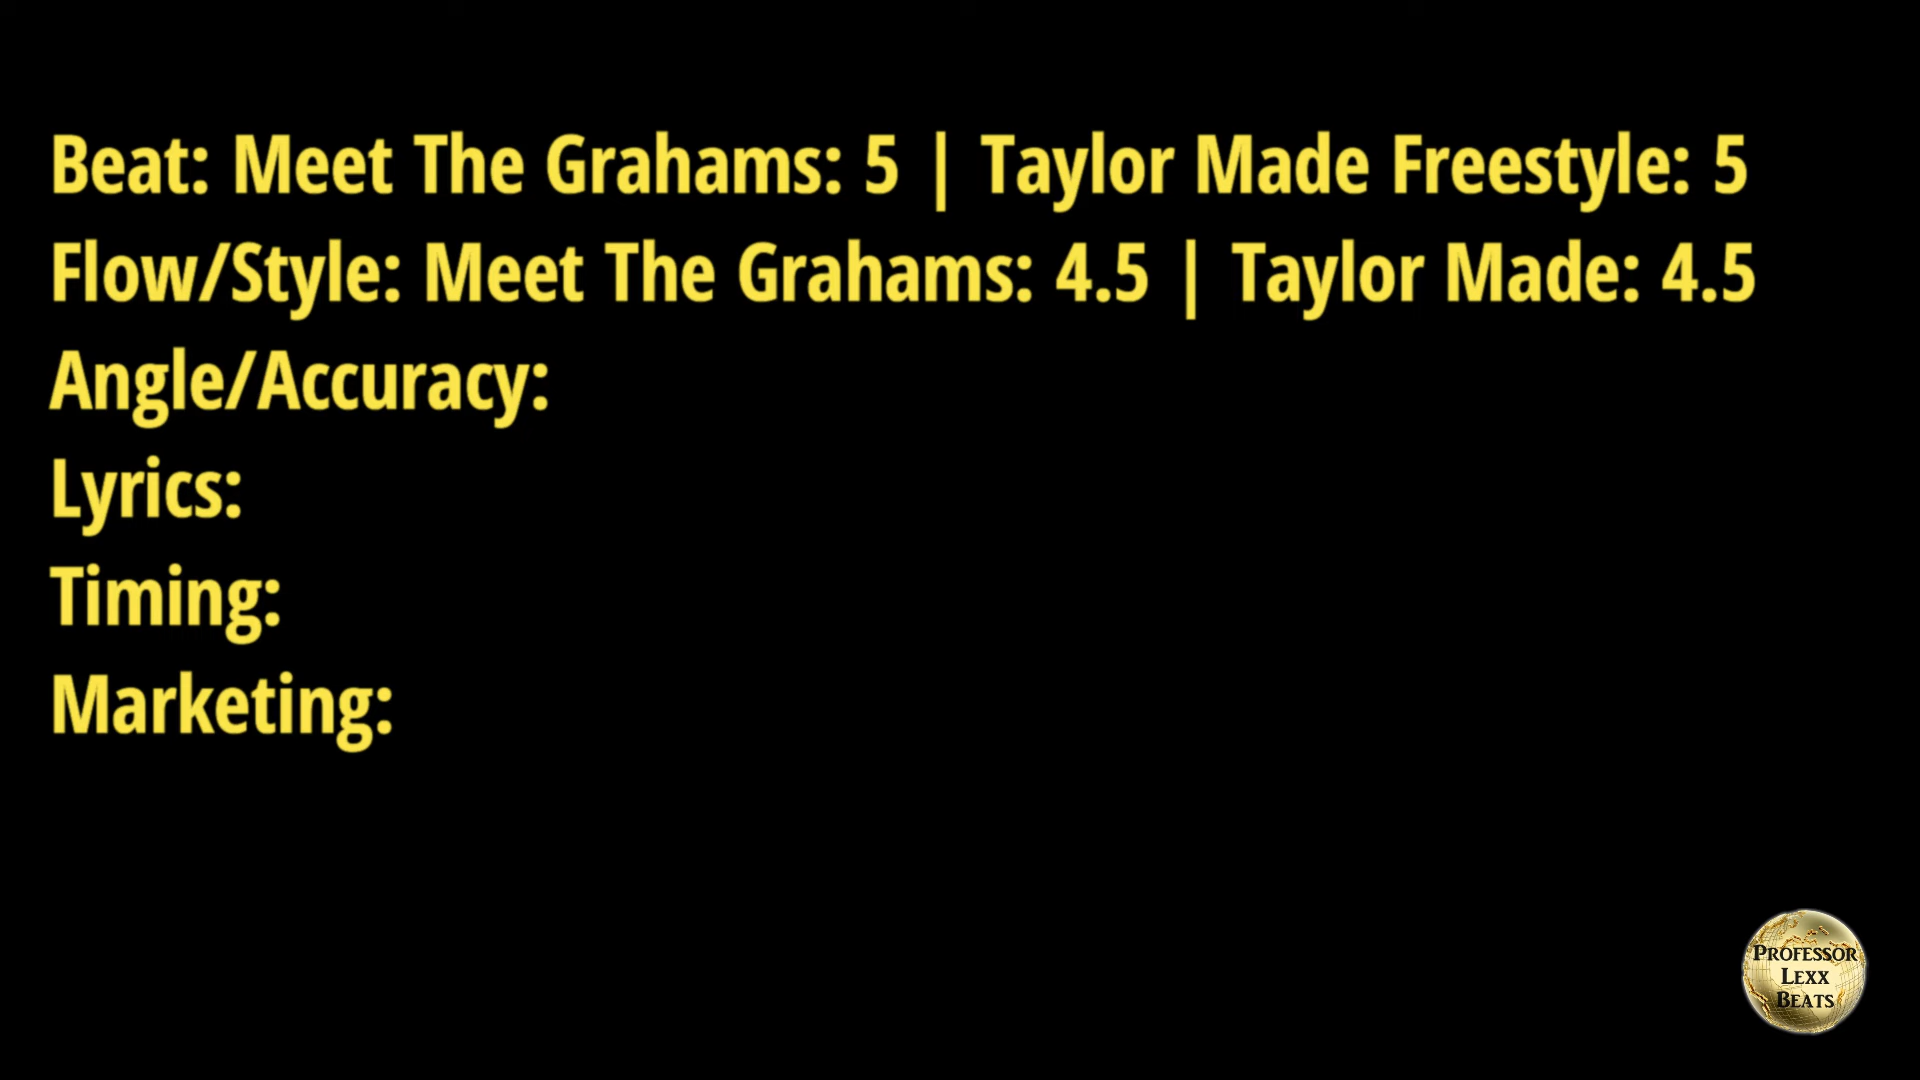 Beat: Meet The Grahams: 5 | Taylor Made Freestyle: 5
Flow/Style: Meet The Grahams: 4.5 | Taylor Made: 4.5
Angle/Accuracy:
Lyrics:
Timing:
Marketing:
PROFESSOR
LEXX
BEATS